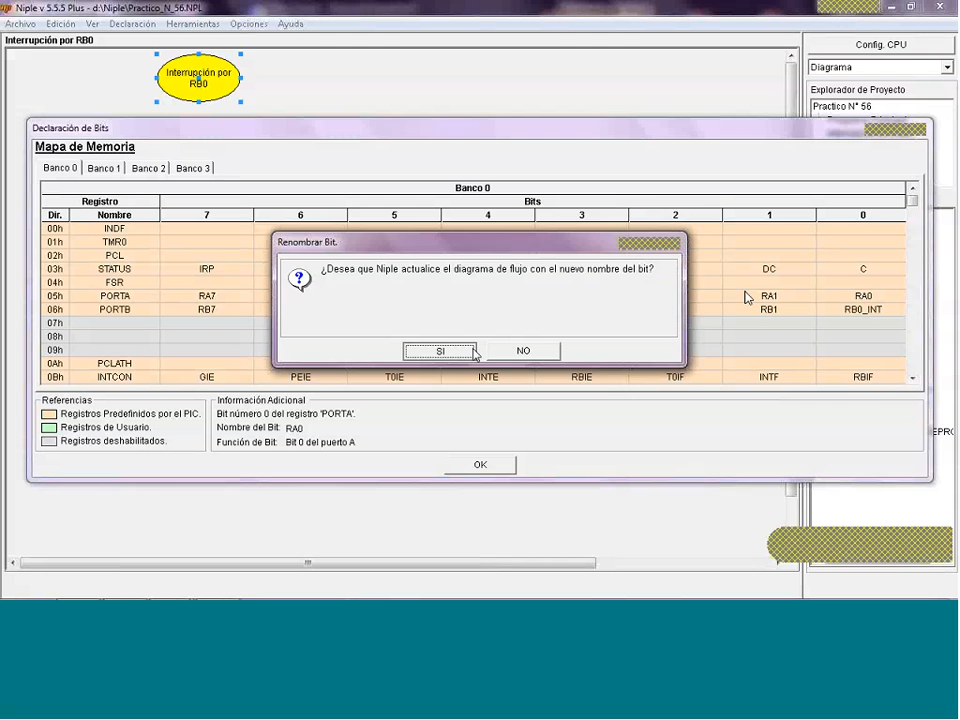 Niple v 5.5.5 Plus - d:\Niple\Practico_N_56.NPL
Archivo Edición Ver Declaración Herramientas Opciones Ayuda
Interrupción por RB0
Config. CPU
Interrupción por
RB0
Diagrama
Explorador de Proyecto
Practico N° 56
Declaración de Bits
Mapa de Memoria
Banco 0 Banco 1 Banco 2 Banco 3
Banco 0
Registro Bits
Dir. Nombre 7 6 5 4 3 2 1 0
00h INDF
01h TMR0
02h PCL
03h STATUS IRP DC C
04h FSR
05h PORTA RA7 RA1 RA0
06h PORTB RB7 RB1 RB0_INT
07h
08h
09h
0Ah PCLATH
0Bh INTCON GIE PEIE T0IE INTE RBIE T0IF INTF RBIF
Renombrar Bit.
¿Desea que Niple actualice el diagrama de flujo con el nuevo nombre del bit?
SI NO
Referencias
Registros Predefinidos por el PIC.
Registros de Usuario.
Registros deshabilitados.
Información Adicional
Bit número 0 del registro 'PORTA'.
Nombre del Bit: RA0
Función de Bit: Bit 0 del puerto A
EPRO
OK